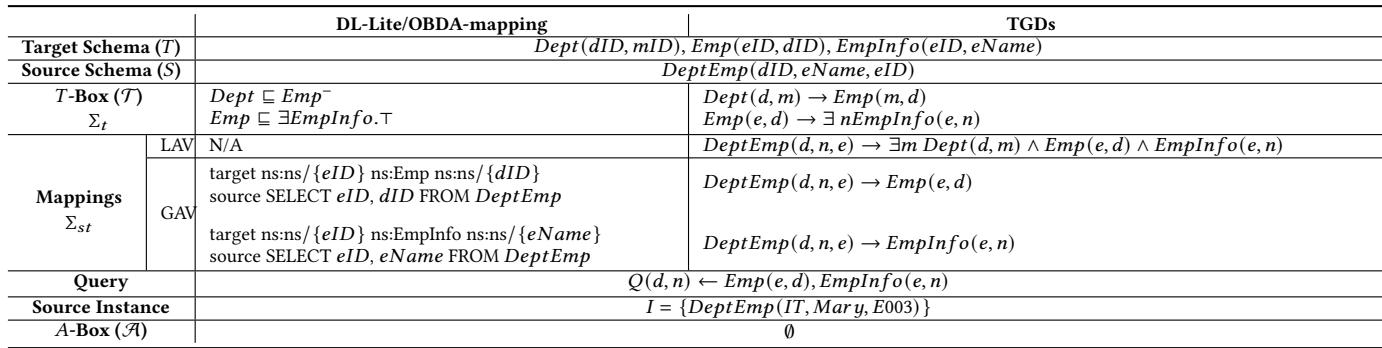 DL-Lite/OBDA-mapping TGDs
Target Schema (T) Dept(dID, mID), Emp(eID, dID), EmpInfo(eID, eName)
Source Schema (S) DeptEmp(dID, eName, eID)
T-Box (𝒯) Dept ⊑ Emp⁻ Dept(d, m) → Emp(m, d)
Σt Emp ⊑ ∃EmpInfo.⊤ Emp(e, d) → ∃ nEmpInfo(e, n)
LAV N/A DeptEmp(d, n, e) → ∃m Dept(d, m) ∧ Emp(e, d) ∧ EmpInfo(e, n)
Mappings
Σst
GAV
target ns:ns/{eID} ns:Emp ns:ns/{dID}
source SELECT eID, dID FROM DeptEmp
DeptEmp(d, n, e) → Emp(e, d)
target ns:ns/{eID} ns:EmpInfo ns:ns/{eName}
source SELECT eID, eName FROM DeptEmp
DeptEmp(d, n, e) → EmpInfo(e, n)
Query Q(d, n) ← Emp(e, d), EmpInfo(e, n)
Source Instance I = {DeptEmp(IT, Mary, E003)}
A-Box (𝒜) ∅